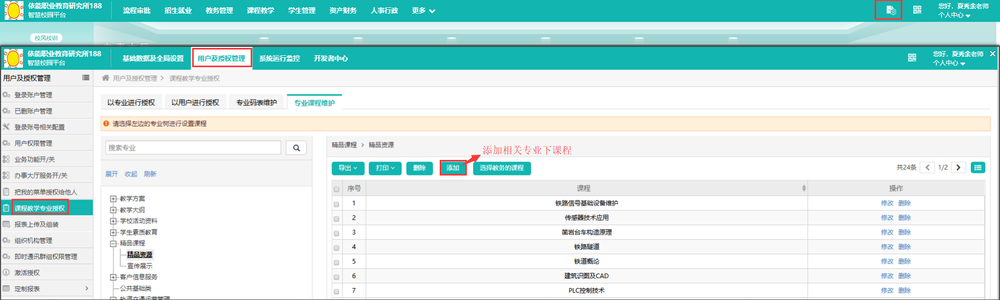 依能职业教育研究所188
智慧校园平台
流程审批 招生就业 教务管理 课程教学 学生管理 资产财务 人事行政 更多
您好，夏秀余老师
个人中心
校风校训
依能职业教育研究所188
智慧校园平台
基础数据及全局设置 用户及授权管理 系统运行监控 开发者中心
您好，夏秀余老师
个人中心
用户及授权管理
登录账户管理
已删账户管理
登录账号相关配置
用户权限管理
业务功能开/关
办事大厅服务开/关
把我的菜单授权给他人
课程教学专业授权
报表上传及组装
组织机构管理
即时通讯群组权限管理
激活授权
定制报表
用户及授权管理 > 课程教学专业授权
以专业进行授权 以用户进行授权 专业码表维护 专业课程维护
请选择左边的专业树进行设置课程
搜索专业
展开 收起 刷新
教学方案
教学大纲
学校活动资料
学生素质教育
精品课程
精品资源
宣传展示
客户信息服务
公共基础类
轨道交通运营管理
精品课程 > 精品资源
添加相关专业下课程
导出 打印 删除 添加 选择教务的课程
共24条 1/2
序号 课程 操作
1 铁路信号基础设备维护 修改 删除
2 传感器技术应用 修改 删除
3 凿岩台车构造原理 修改 删除
4 铁路隧道 修改 删除
5 铁道概论 修改 删除
6 建筑识图及CAD 修改 删除
7 PLC控制技术 修改 删除